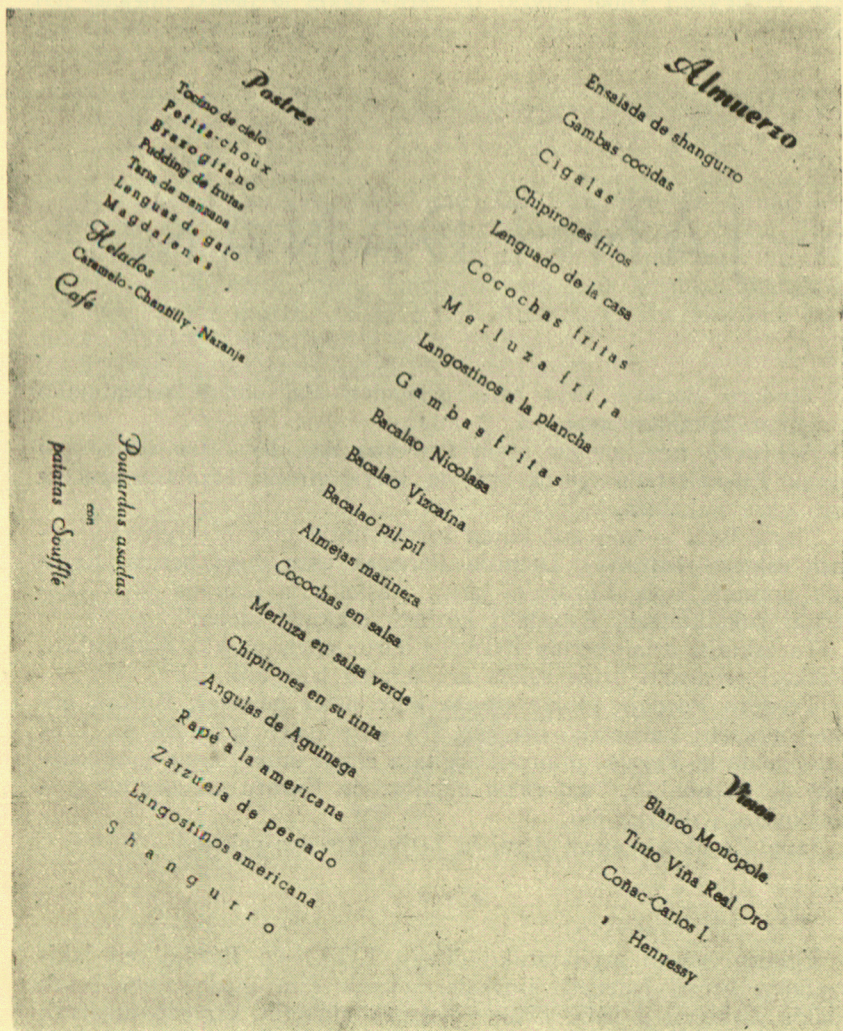 Almuerzo
Ensalada de shangurro
Gambas cocidas
Cigalas
Chipirones fritos
Lenguado de la casa
Cocochas fritas
Merluza frita
Langostinos a la plancha
Gambas fritas
Bacalao Nicolasa
Bacalao Vizcaína
Bacalao pil-pil
Almejas marinera
Cocochas en salsa
Merluza en salsa verde
Chipirones en su tinta
Angulas de Aguinaga
Rapé a la americana
Zarzuela de pescado
Langostinos americana
Shangurro
Poulardas asadas
con
patatas Soufflé
Postres
Tocino de cielo
Petits-choux
Brazo gitano
Pudding de frutas
Tarta de manzana
Lenguas de gato
Magdalenas
Helados
Caramelo - Chantilly - Naranja
Café
Vinos
Blanco Monopole
Tinto Viña Real Oro
Coñac Carlos I.
» Hennessy